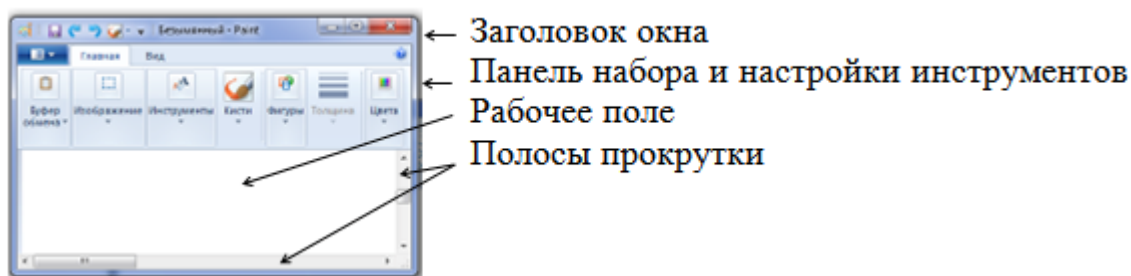 Безымянный - Paint
Главная Вид
Буфер обмена Изображение Инструменты Кисти Фигуры Толщина Цвета
Заголовок окна
Панель набора и настройки инструментов
Рабочее поле
Полосы прокрутки